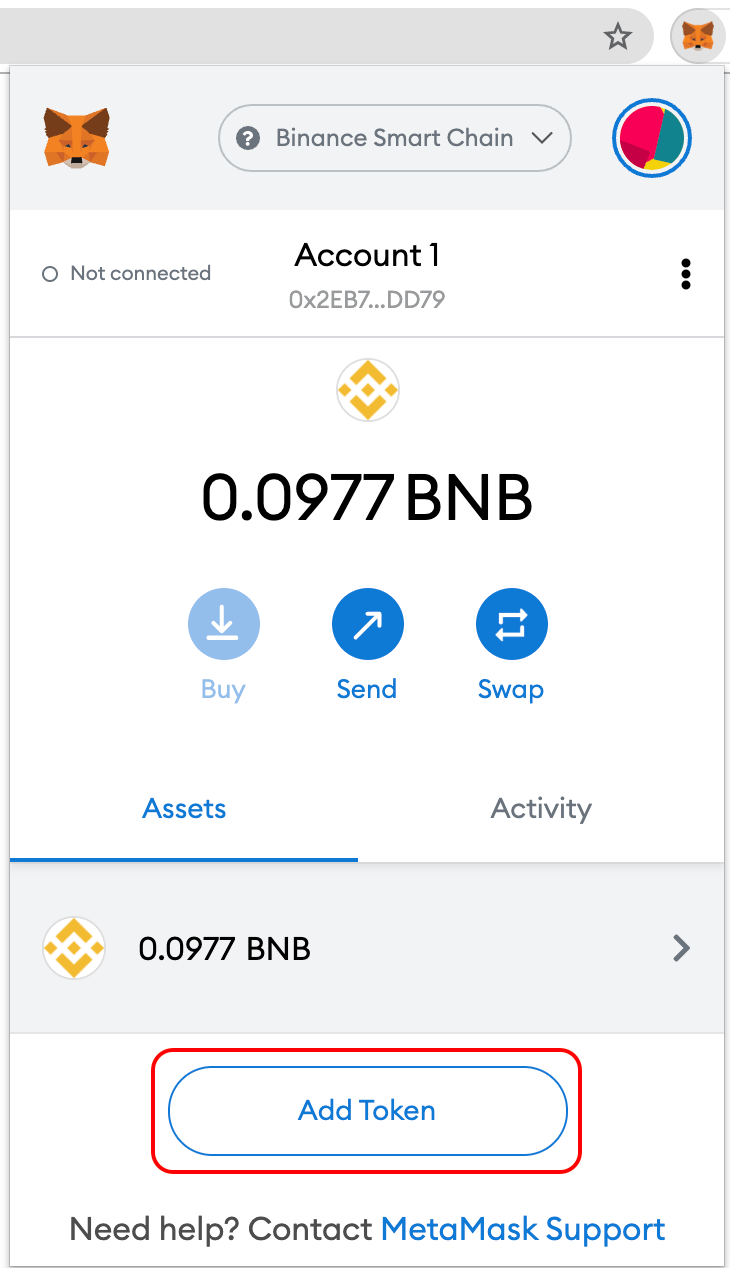 Binance Smart Chain
Not connected
Account 1
0x2EB7...DD79
0.0977 BNB
Buy
Send
Swap
Assets
Activity
0.0977 BNB
Add Token
Need help? Contact MetaMask Support